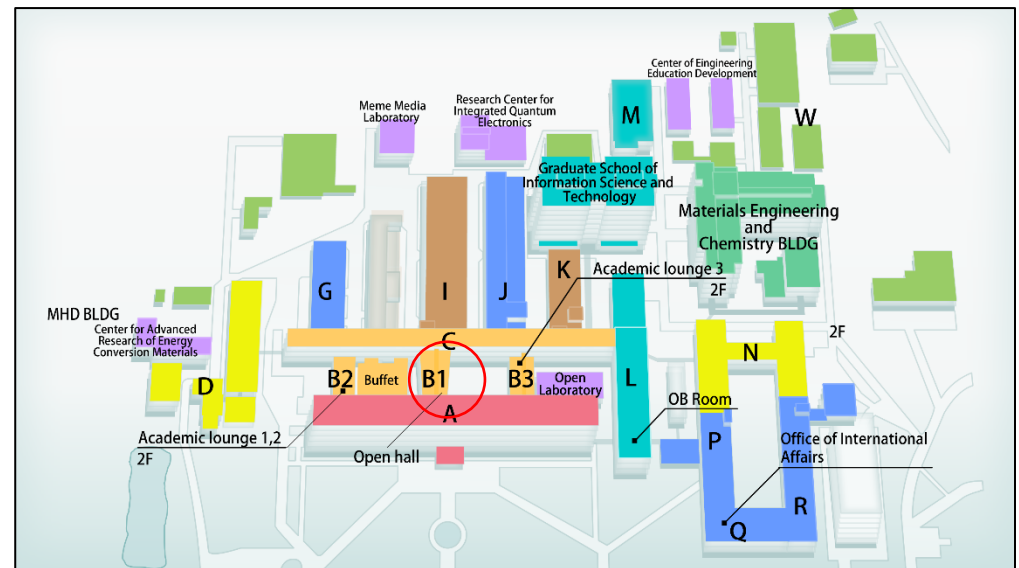 Center of Eingineering
Education Development
M
W
Meme Media
Laboratory
Research Center for
Integrated Quantum
Electronics
Graduate School of
Information Science and
Technology
Materials Engineering
and
Chemistry BLDG
G
I
J
K
Academic lounge 3
2F
MHD BLDG
Center for Advanced
Research of Energy
Conversion Materials
C
2F
N
D
B2
Buffet
B1
B3
Open
Laboratory
L
OB Room
A
P
Academic lounge 1,2
2F
Open hall
Office of International
Affairs
R
Q